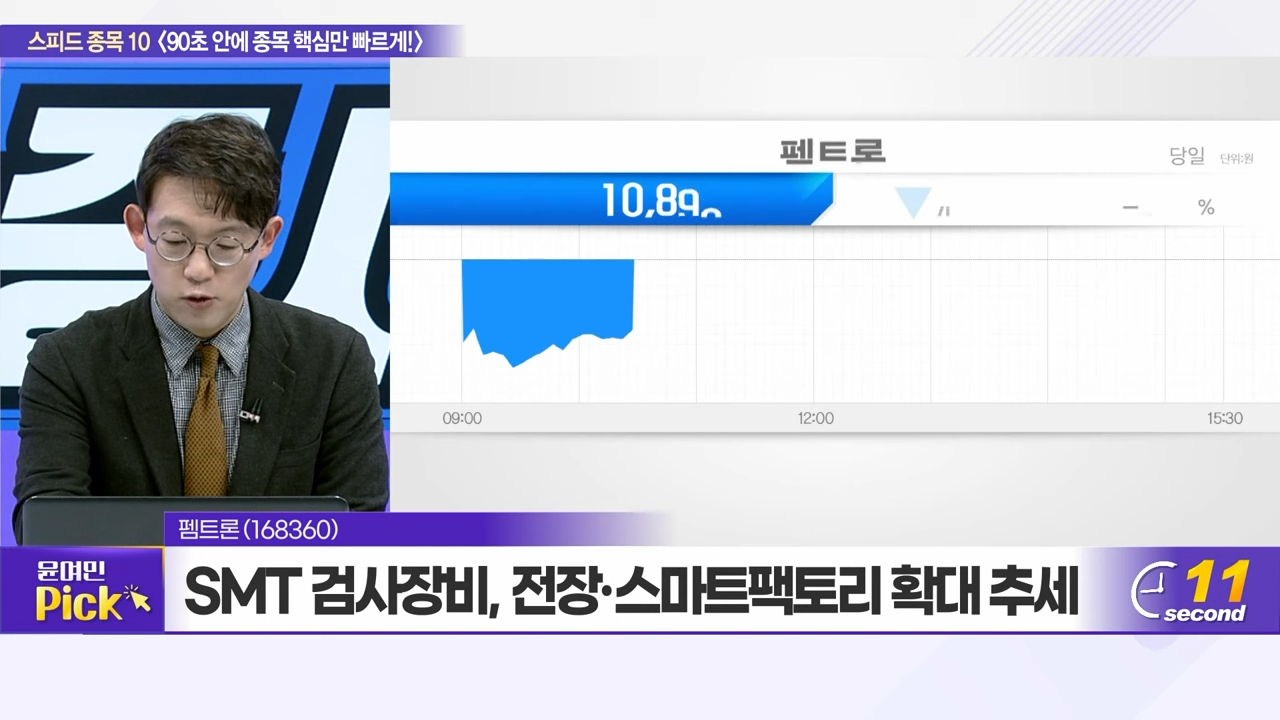 스피드 종목 10 〈90초 안에 종목 핵심만 빠르게!〉
펨트로
당일 단위:원
%
09:00 12:00 15:30
펨트론(168360)
윤여민
Pick
SMT 검사장비, 전장·스마트팩토리 확대 추세
11
second